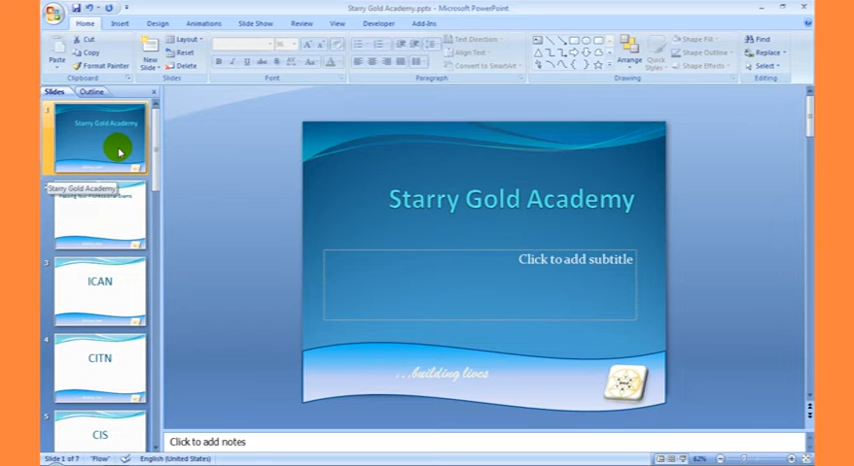 Starry Gold Academy.pptx - Microsoft PowerPoint
Home Insert Design Animations Slide Show Review View Developer Add-Ins
Cut Layout Text Direction Shape Fill Find
Copy Reset Align Text Shape Outline Replace
Paste Format Painter New Slide Delete Convert to SmartArt Arrange Quick Styles Shape Effects Select
Clipboard Slides Font Paragraph Drawing Editing
Slides Outline
1 Starry Gold Academy
Starry Gold Academy
3 ICAN
4 CITN
5 CIS
Starry Gold Academy
Click to add subtitle
...building lives
Click to add notes
Slide 1 of 7 "Flow" English (United States) 62%